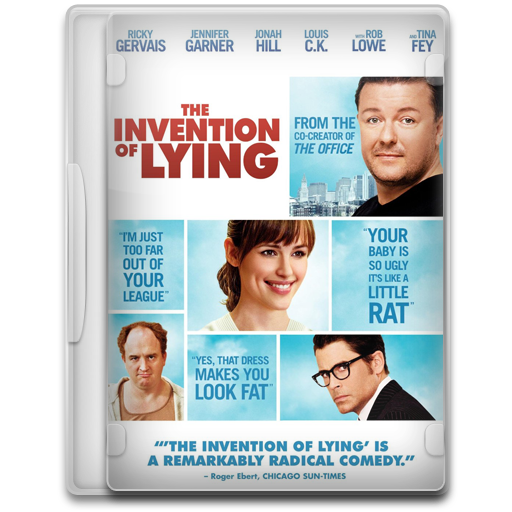 RICKY GERVAIS
JENNIFER GARNER
JONAH HILL
LOUIS C.K.
WITH ROB LOWE
AND TINA FEY
THE
INVENTION
OF LYING
FROM THE
CO-CREATOR OF
THE OFFICE
"I'M JUST
TOO FAR
OUT OF
YOUR
LEAGUE"
"YOUR
BABY IS
SO UGLY
IT'S LIKE A
LITTLE
RAT"
"YES, THAT DRESS
MAKES YOU
LOOK FAT"
"'THE INVENTION OF LYING' IS
A REMARKABLY RADICAL COMEDY."
– Roger Ebert, CHICAGO SUN-TIMES